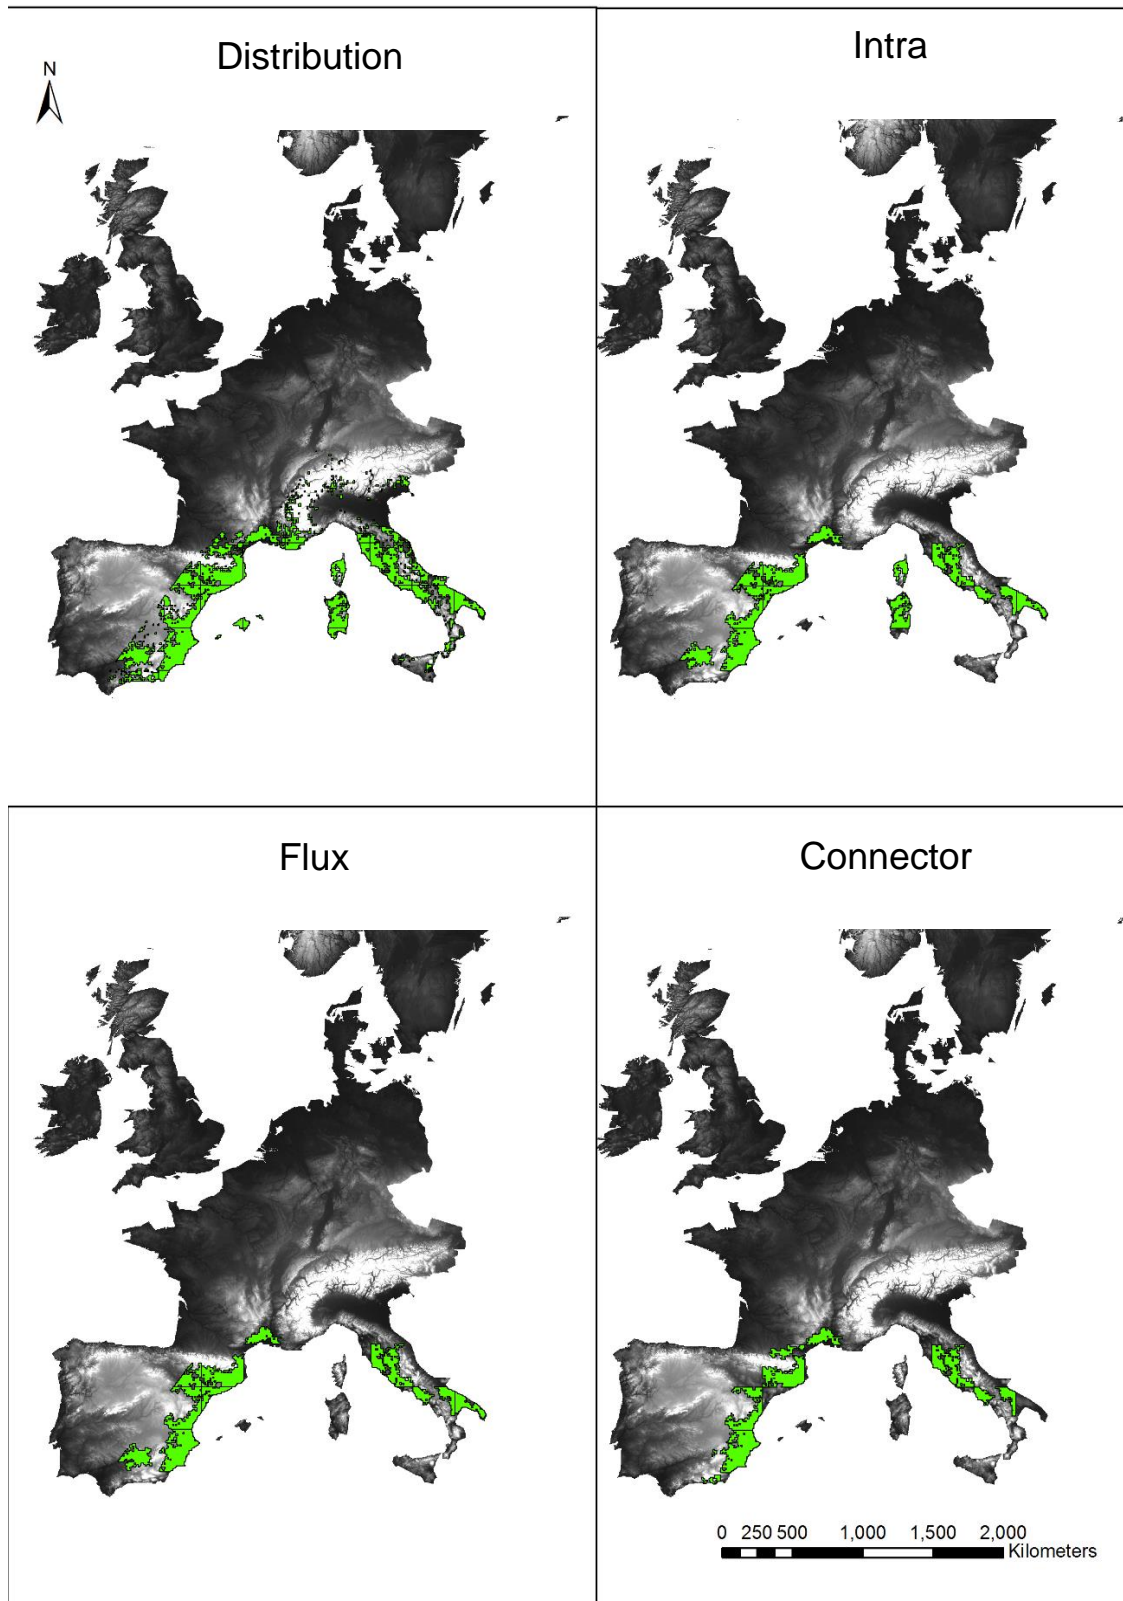 Distribution
Intra
N
Flux
Connector
0 250 500 1,000 1,500 2,000
Kilometers